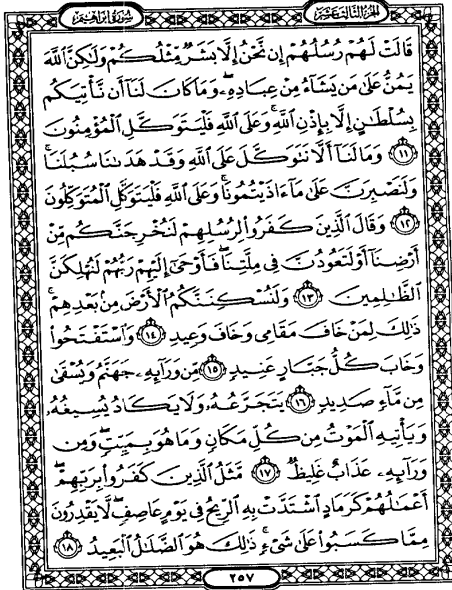 سورة إبراهيم
الجزء الثالث عشر
قَالَتْ لَهُمْ رُسُلُهُمْ إِن نَّحْنُ إِلَّا بَشَرٌ مِّثْلُكُمْ وَلَٰكِنَّ اللَّهَ
يَمُنُّ عَلَىٰ مَن يَشَاءُ مِنْ عِبَادِهِ ۖ وَمَا كَانَ لَنَا أَن نَّأْتِيَكُم
بِسُلْطَانٍ إِلَّا بِإِذْنِ اللَّهِ ۚ وَعَلَى اللَّهِ فَلْيَتَوَكَّلِ الْمُؤْمِنُونَ
﴿١١﴾ وَمَا لَنَا أَلَّا نَتَوَكَّلَ عَلَى اللَّهِ وَقَدْ هَدَانَا سُبُلَنَا ۚ
وَلَنَصْبِرَنَّ عَلَىٰ مَا آذَيْتُمُونَا ۚ وَعَلَى اللَّهِ فَلْيَتَوَكَّلِ الْمُتَوَكِّلُونَ
﴿١٢﴾ وَقَالَ الَّذِينَ كَفَرُوا لِرُسُلِهِمْ لَنُخْرِجَنَّكُم مِّنْ
أَرْضِنَا أَوْ لَتَعُودُنَّ فِي مِلَّتِنَا ۖ فَأَوْحَىٰ إِلَيْهِمْ رَبُّهُمْ لَنُهْلِكَنَّ
الظَّالِمِينَ ﴿١٣﴾ وَلَنُسْكِنَنَّكُمُ الْأَرْضَ مِن بَعْدِهِمْ ۚ
ذَٰلِكَ لِمَنْ خَافَ مَقَامِي وَخَافَ وَعِيدِ ﴿١٤﴾ وَاسْتَفْتَحُوا
وَخَابَ كُلُّ جَبَّارٍ عَنِيدٍ ﴿١٥﴾ مِّن وَرَائِهِ جَهَنَّمُ وَيُسْقَىٰ
مِن مَّاءٍ صَدِيدٍ ﴿١٦﴾ يَتَجَرَّعُهُ وَلَا يَكَادُ يُسِيغُهُ
وَيَأْتِيهِ الْمَوْتُ مِن كُلِّ مَكَانٍ وَمَا هُوَ بِمَيِّتٍ ۖ وَمِن
وَرَائِهِ عَذَابٌ غَلِيظٌ ﴿١٧﴾ مَّثَلُ الَّذِينَ كَفَرُوا بِرَبِّهِمْ ۖ
أَعْمَالُهُمْ كَرَمَادٍ اشْتَدَّتْ بِهِ الرِّيحُ فِي يَوْمٍ عَاصِفٍ ۖ لَّا يَقْدِرُونَ
مِمَّا كَسَبُوا عَلَىٰ شَيْءٍ ۚ ذَٰلِكَ هُوَ الضَّلَالُ الْبَعِيدُ ﴿١٨﴾
٢٥٧